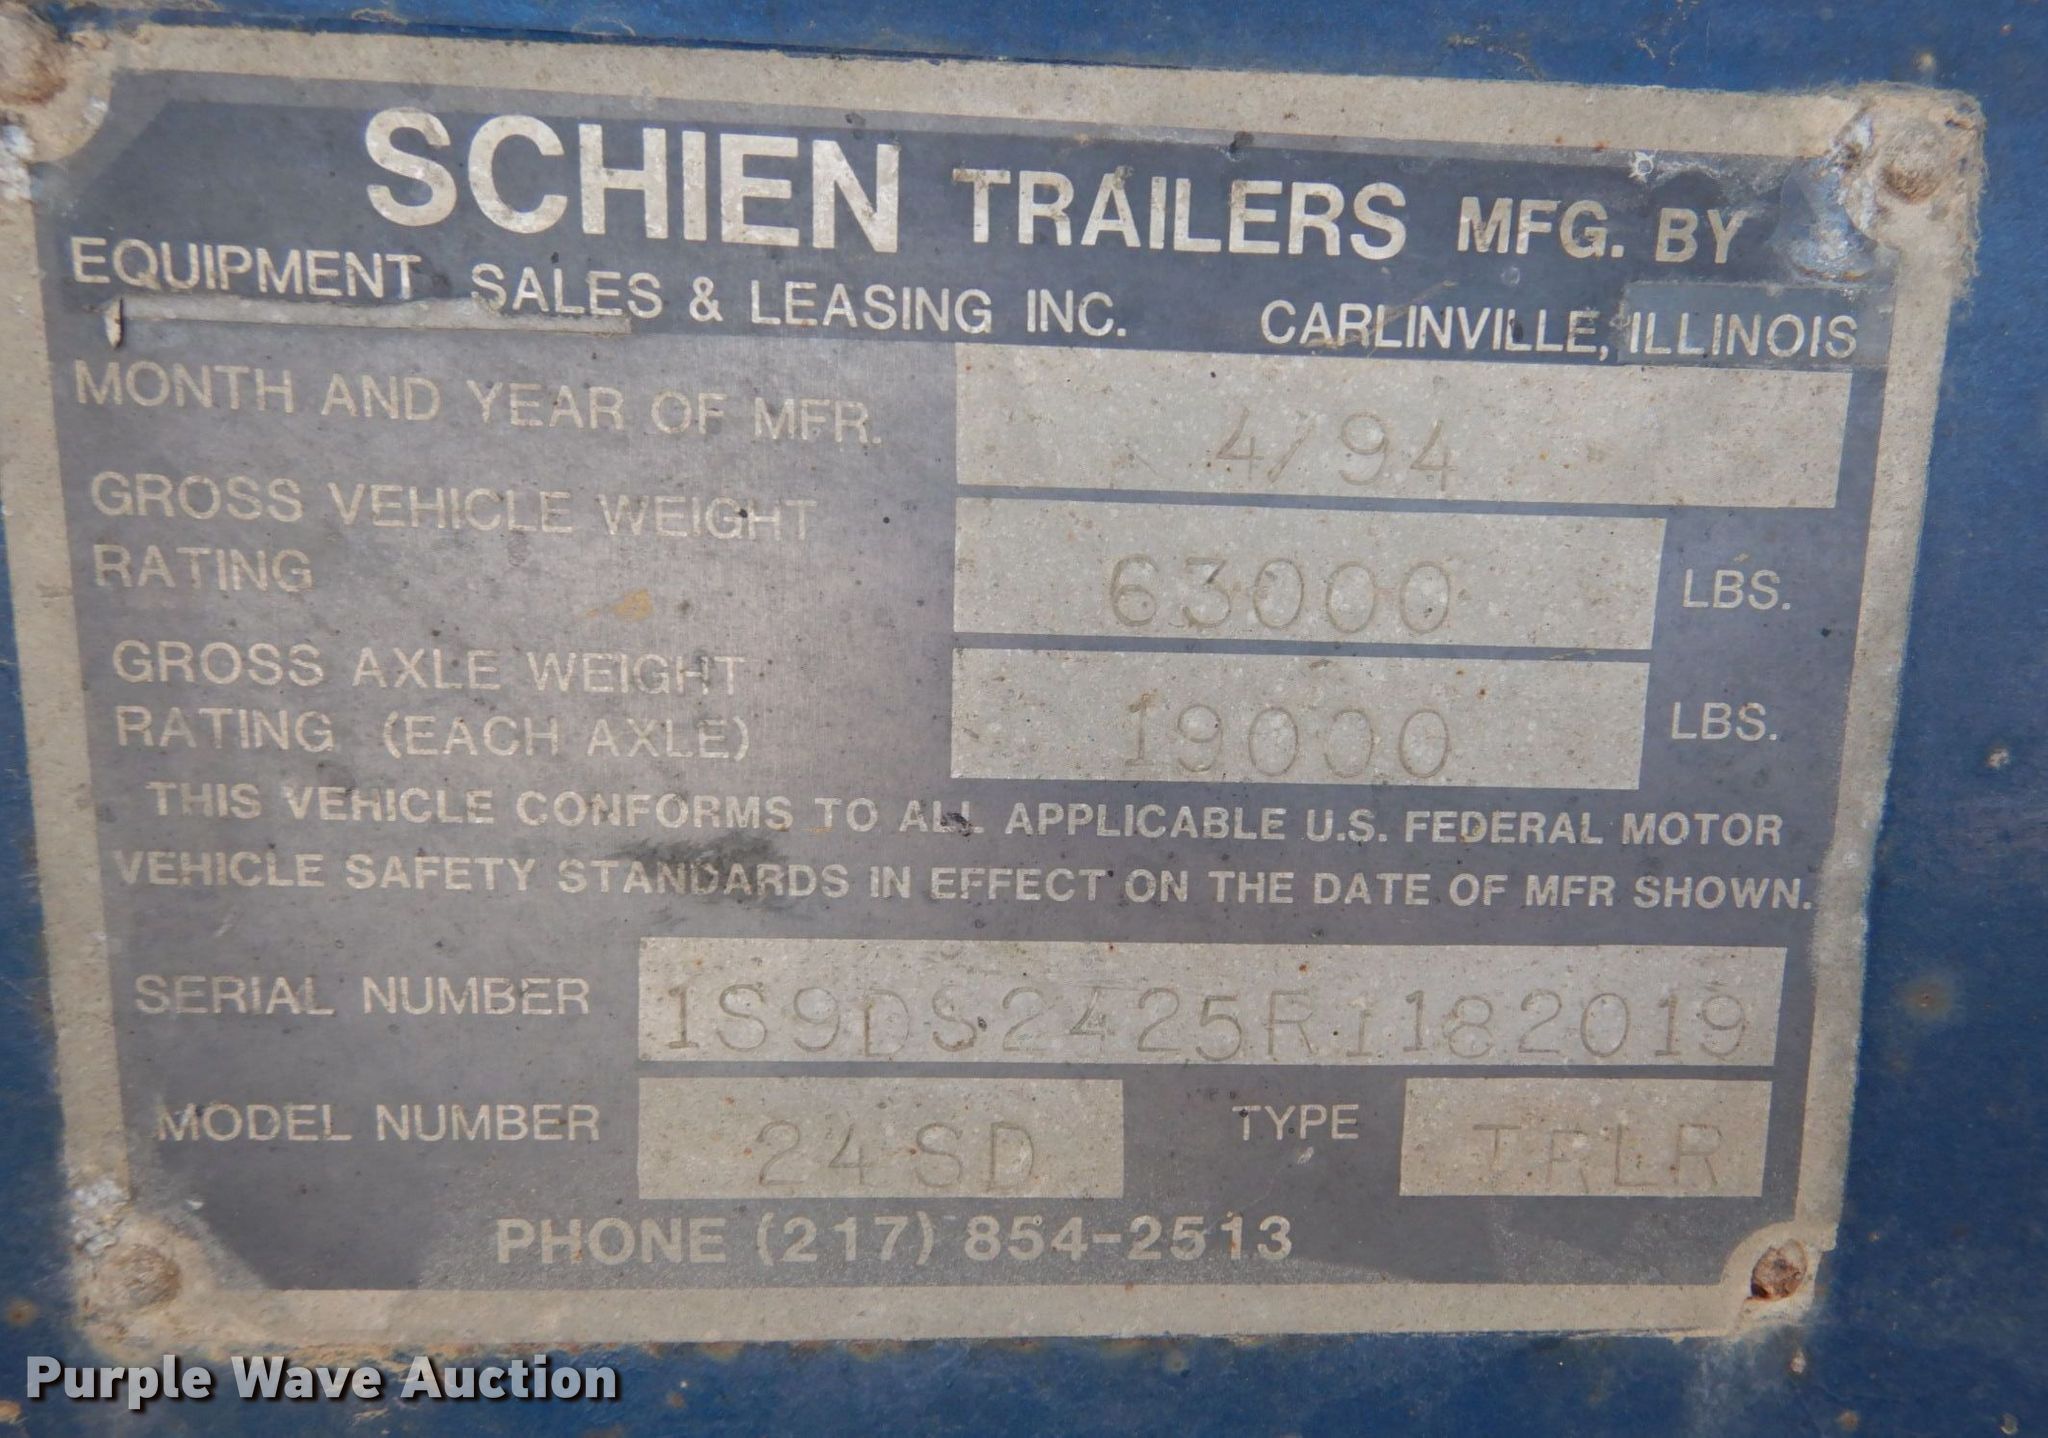 SCHIEN TRAILERS MFG. BY
EQUIPMENT SALES & LEASING INC. CARLINVILLE, ILLINOIS
MONTH AND YEAR OF MFR. 4/94
GROSS VEHICLE WEIGHT
RATING 63000 LBS.
GROSS AXLE WEIGHT
RATING (EACH AXLE) 19000 LBS.
THIS VEHICLE CONFORMS TO ALL APPLICABLE U.S. FEDERAL MOTOR
VEHICLE SAFETY STANDARDS IN EFFECT ON THE DATE OF MFR SHOWN.
SERIAL NUMBER 1S9DS2425R1182019
MODEL NUMBER 24SD TYPE TRLR
PHONE (217) 854-2513
Purple Wave Auction